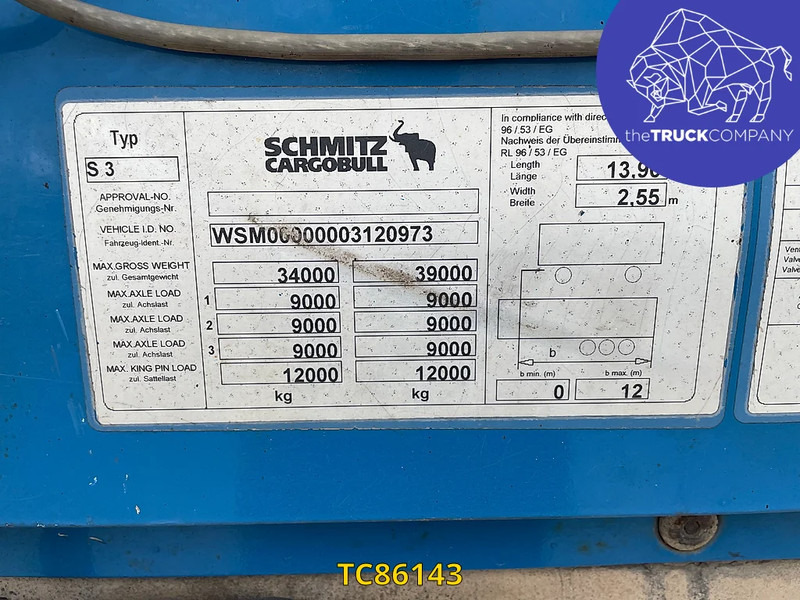 Typ
S 3
SCHMITZ
CARGOBULL
APPROVAL-NO.
Genehmigungs-Nr.
VEHICLE I.D. NO.
Fahrzeug-Ident.-Nr.
WSM00000003120973
MAX.GROSS WEIGHT
zul. Gesamtgewicht
34000 39000
MAX.AXLE LOAD
zul. Achslast
1 9000 9000
MAX.AXLE LOAD
zul. Achslast
2 9000 9000
MAX.AXLE LOAD
zul. Achslast
3 9000 9000
MAX. KING PIN LOAD
zul. Sattellast
12000 12000
kg kg
In compliance with direc
96 / 53 / EG
Nachweis der Übereinstim
RL 96 / 53 / EG
Length
Länge
13,90
Width
Breite
2,55 m
b
b min. (m) b max. (m)
0 12
Ven
Valve
Valve
theTRUCKCOMPANY
TC86143